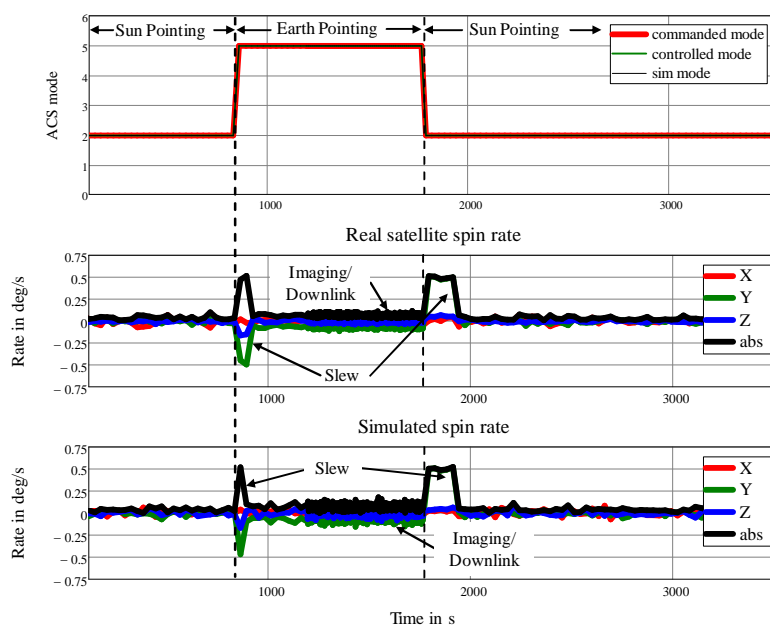 Sun Pointing Earth Pointing Sun Pointing
6
5
4
3
2
1
0
ACS mode
commanded mode
controlled mode
sim mode
1000 2000 3000
Real satellite spin rate
0.75
0.5
0.25
0
− 0.25
− 0.5
− 0.75
Rate in deg/s
Imaging/
Downlink
Slew
X
Y
Z
abs
1000 2000 3000
Simulated spin rate
0.75
0.5
0.25
0
− 0.25
− 0.5
− 0.75
Rate in deg/s
Slew
Imaging/
Downlink
X
Y
Z
abs
1000 2000 3000
Time in s